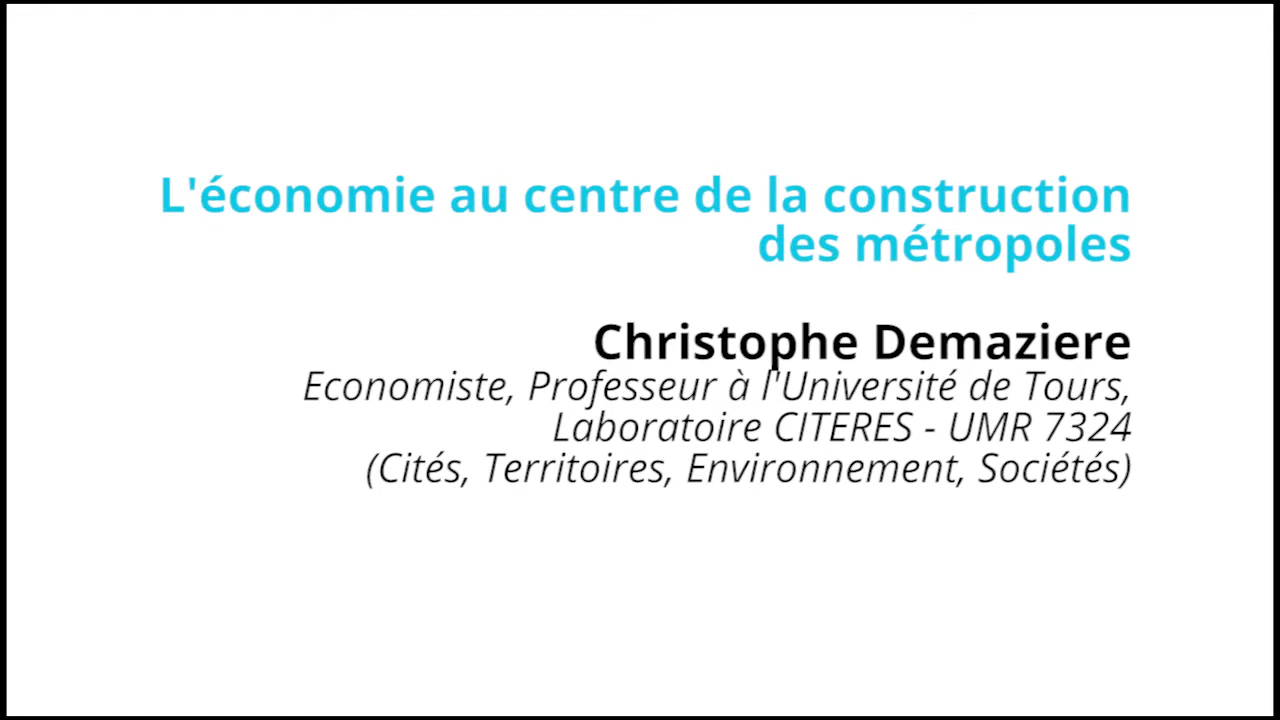 L'économie au centre de la construction
des métropoles
Christophe Demaziere
Economiste, Professeur à l'Université de Tours,
Laboratoire CITERES - UMR 7324
(Cités, Territoires, Environnement, Sociétés)